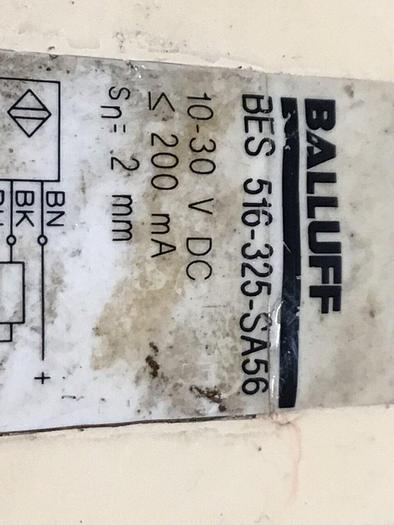 BALLUFF
BES 516-325-SA56
10-30 V DC
≤ 200 mA
Sn= 2 mm
BN
BK
+